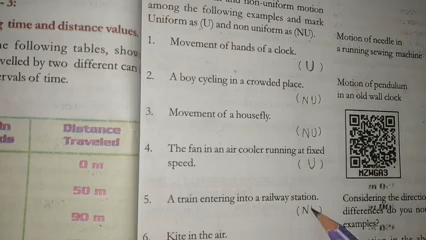 3:
and non-uniform motion
among the following examples and mark
Uniform as (U) and non uniform as (NU).
time and distance values.
following tables, show
velled by two different can
ervals of time.
Distance
Traveled
0 m
50 m
90 m
1. Movement of hands of a clock.
(U)
2. A boy cycling in a crowded place.
(NU)
3. Movement of a housefly.
(NU)
4. The fan in an air cooler running at fixed
speed.
(U)
5. A train entering into a railway station.
(N
6. Kite in the air.
Motion of needle in
a running sewing machine
Motion of pendulum
in an old wall clock
MZWGA3
Considering the directio
do you no
examples?